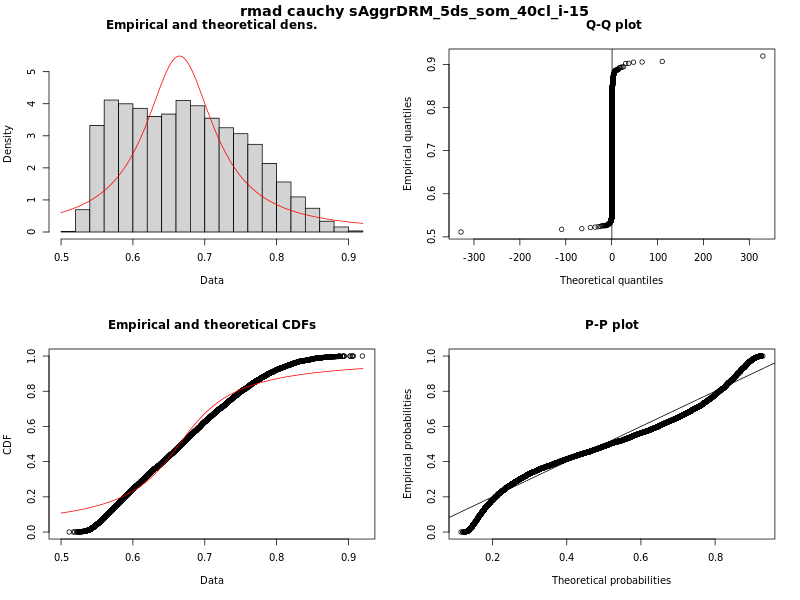 rmad cauchy sAggrDRM_5ds_som_40cl_i-15
Empirical and theoretical dens.
Density
0 1 2 3 4 5
0.5 0.6 0.7 0.8 0.9
Data
Q-Q plot
Empirical quantiles
0.5 0.6 0.7 0.8 0.9
-300 -200 -100 0 100 200 300
Theoretical quantiles
Empirical and theoretical CDFs
CDF
0.0 0.2 0.4 0.6 0.8 1.0
0.5 0.6 0.7 0.8 0.9
Data
P-P plot
Empirical probabilities
0.0 0.2 0.4 0.6 0.8 1.0
0.2 0.4 0.6 0.8
Theoretical probabilities